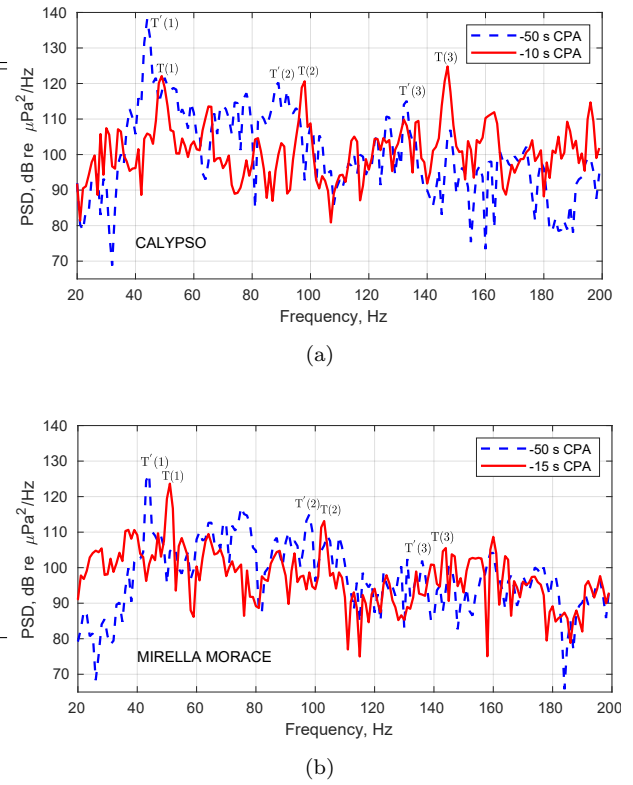 140
130
120
110
100
90
80
70
PSD, dB re μPa²/Hz
T′(1)
T(1)
T′(2) T(2)
T′(3)
T(3)
-50 s CPA
-10 s CPA
CALYPSO
20 40 60 80 100 120 140 160 180 200
Frequency, Hz
(a)
140
130
120
110
100
90
80
70
PSD, dB re μPa²/Hz
T′(1)
T(1)
T′(2) T(2)
T′(3)
T(3)
-50 s CPA
-15 s CPA
MIRELLA MORACE
20 40 60 80 100 120 140 160 180 200
Frequency, Hz
(b)